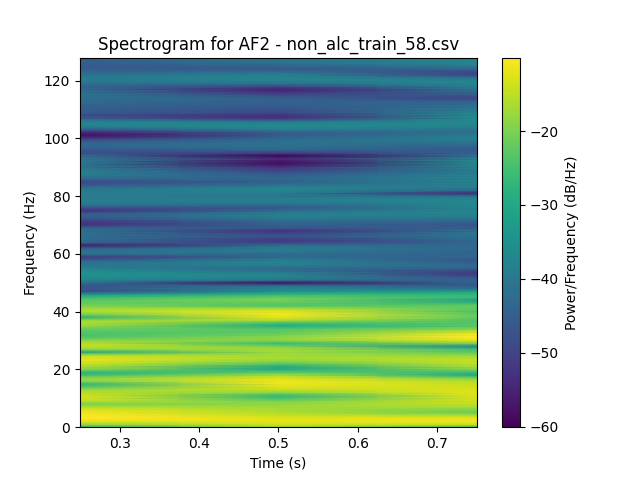 Spectrogram for AF2 - non_alc_train_58.csv
120
100
80
60
40
20
0
Frequency (Hz)
0.3 0.4 0.5 0.6 0.7
Time (s)
−20
−30
−40
−50
−60
Power/Frequency (dB/Hz)